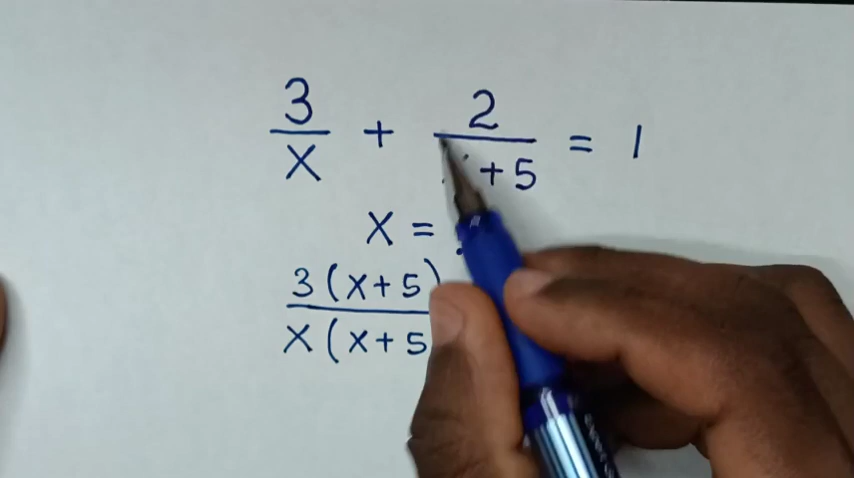 3/x + 2/ +5 = 1
x =
3(x+5)/x(x+5